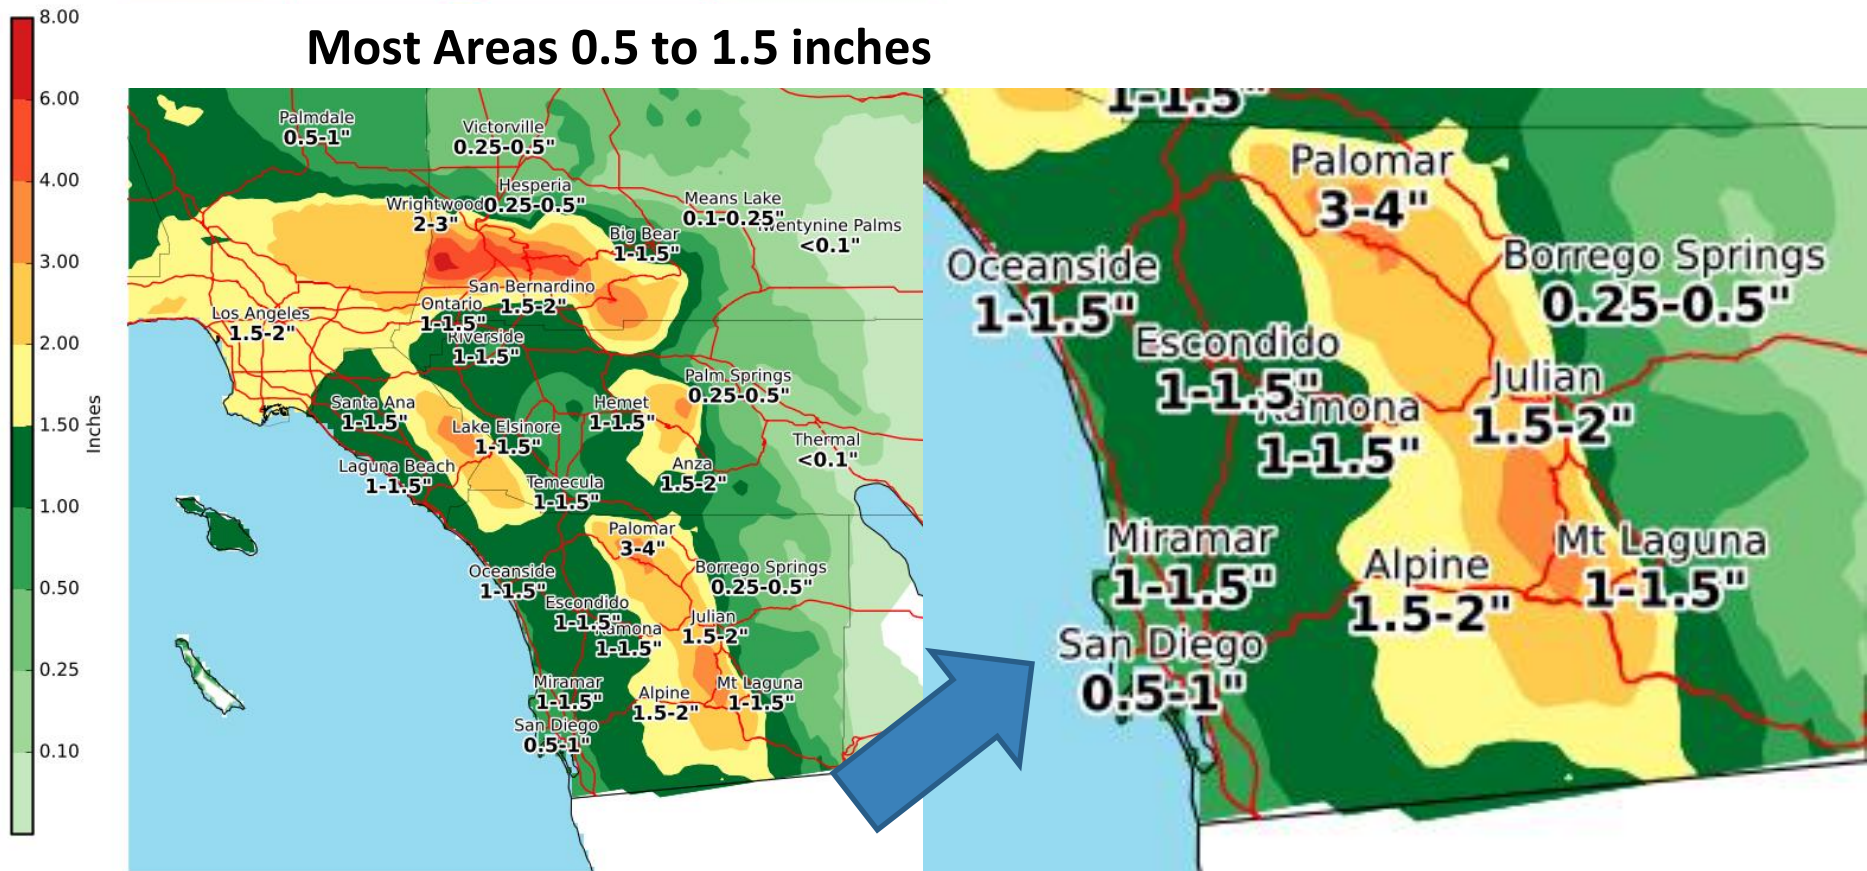 Most Areas 0.5 to 1.5 inches
8.00
6.00
4.00
3.00
2.00
1.50
1.00
0.50
0.25
0.10
Inches
Palmdale
0.5-1"
Victorville
0.25-0.5"
Hesperia
0.25-0.5"
Wrightwood
2-3"
Means Lake
0.1-0.25"
wentynine Palms
<0.1"
Big Bear
1-1.5"
San Bernardino
1.5-2"
Ontario
1-1.5"
Los Angeles
1.5-2"
Riverside
1-1.5"
Palm Springs
0.25-0.5"
Santa Ana
1-1.5"
Hemet
1-1.5"
Lake Elsinore
1-1.5"
Thermal
<0.1"
Laguna Beach
1-1.5"
Anza
1.5-2"
Temecula
1-1.5"
Palomar
3-4"
Oceanside
1-1.5"
Borrego Springs
0.25-0.5"
Escondido
1-1.5"
Ramona
1-1.5"
Julian
1.5-2"
Miramar
1-1.5"
Alpine
1.5-2"
Mt Laguna
1-1.5"
San Diego
0.5-1"
1-1.5"
Palomar
3-4"
Oceanside
1-1.5"
Borrego Springs
0.25-0.5"
Escondido
1-1.5"
Julian
1.5-2"
Ramona
1-1.5"
Miramar
1-1.5"
Alpine
1.5-2"
Mt Laguna
1-1.5"
San Diego
0.5-1"